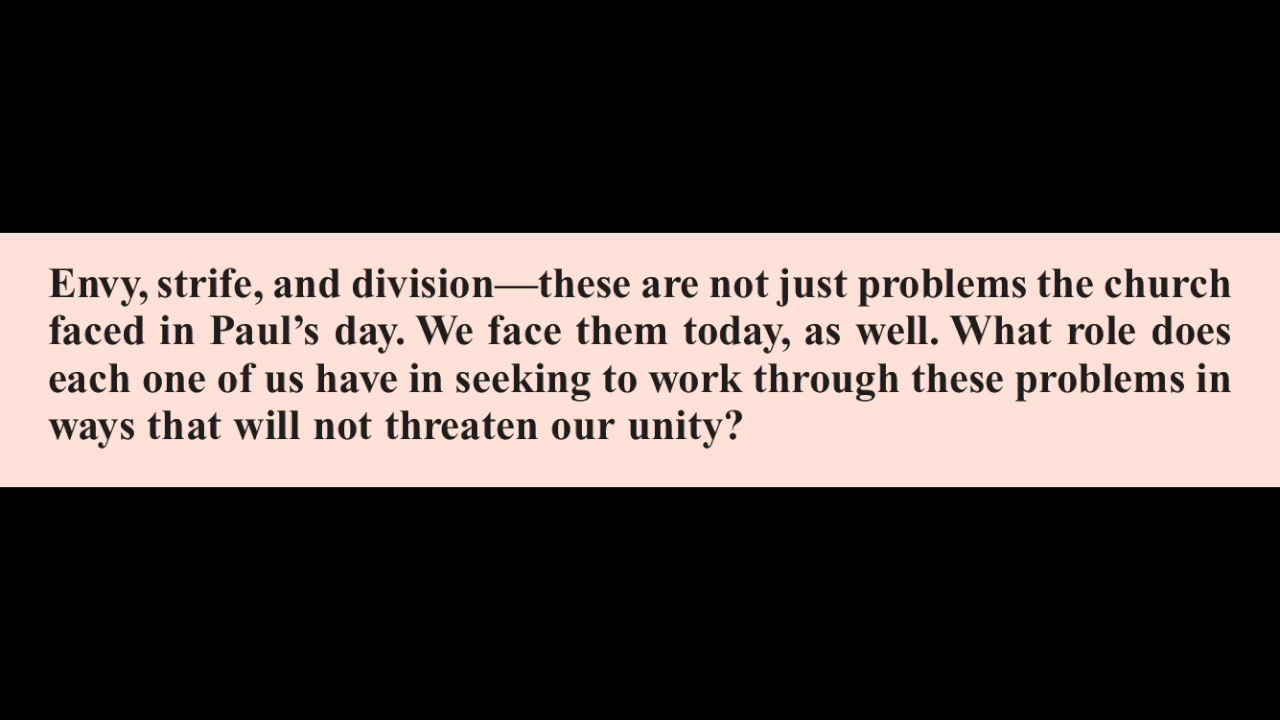 Envy, strife, and division—these are not just problems the church
faced in Paul’s day. We face them today, as well. What role does
each one of us have in seeking to work through these problems in
ways that will not threaten our unity?